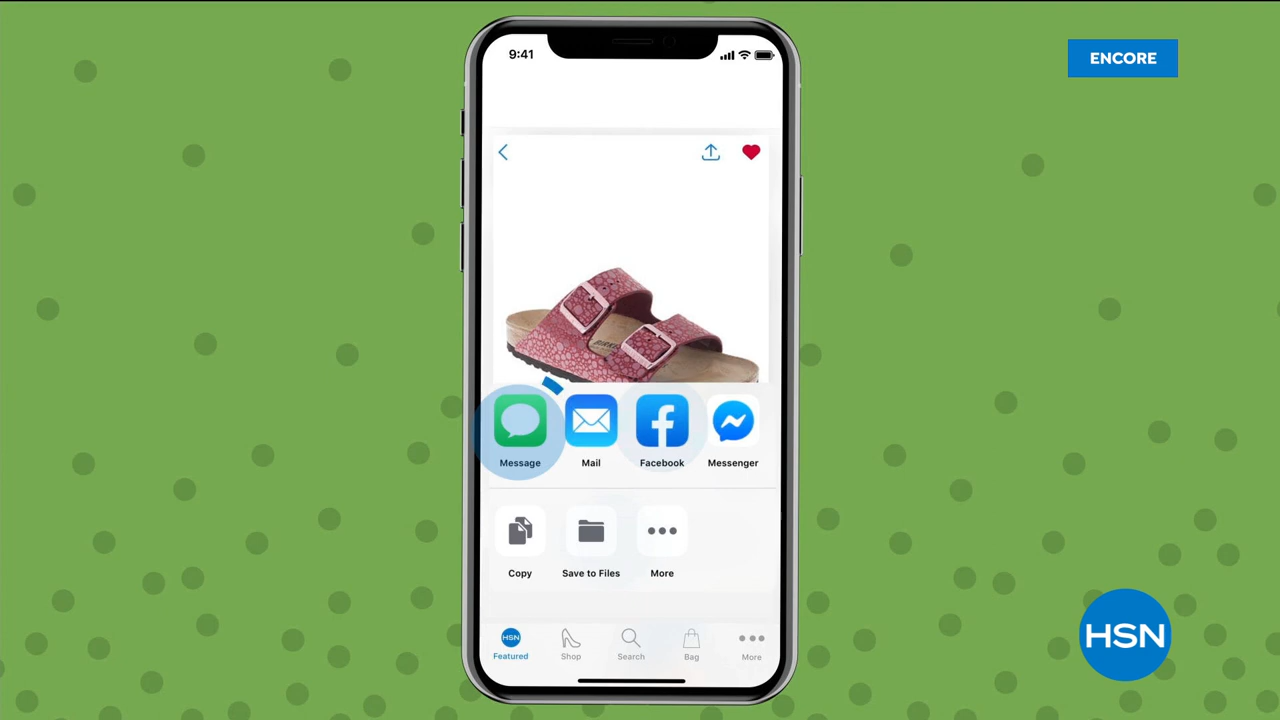 9:41
ENCORE
BIRKEN
Message
Mail
Facebook
Messenger
Copy
Save to Files
More
HSN
Featured
Shop
Search
Bag
More
HSN